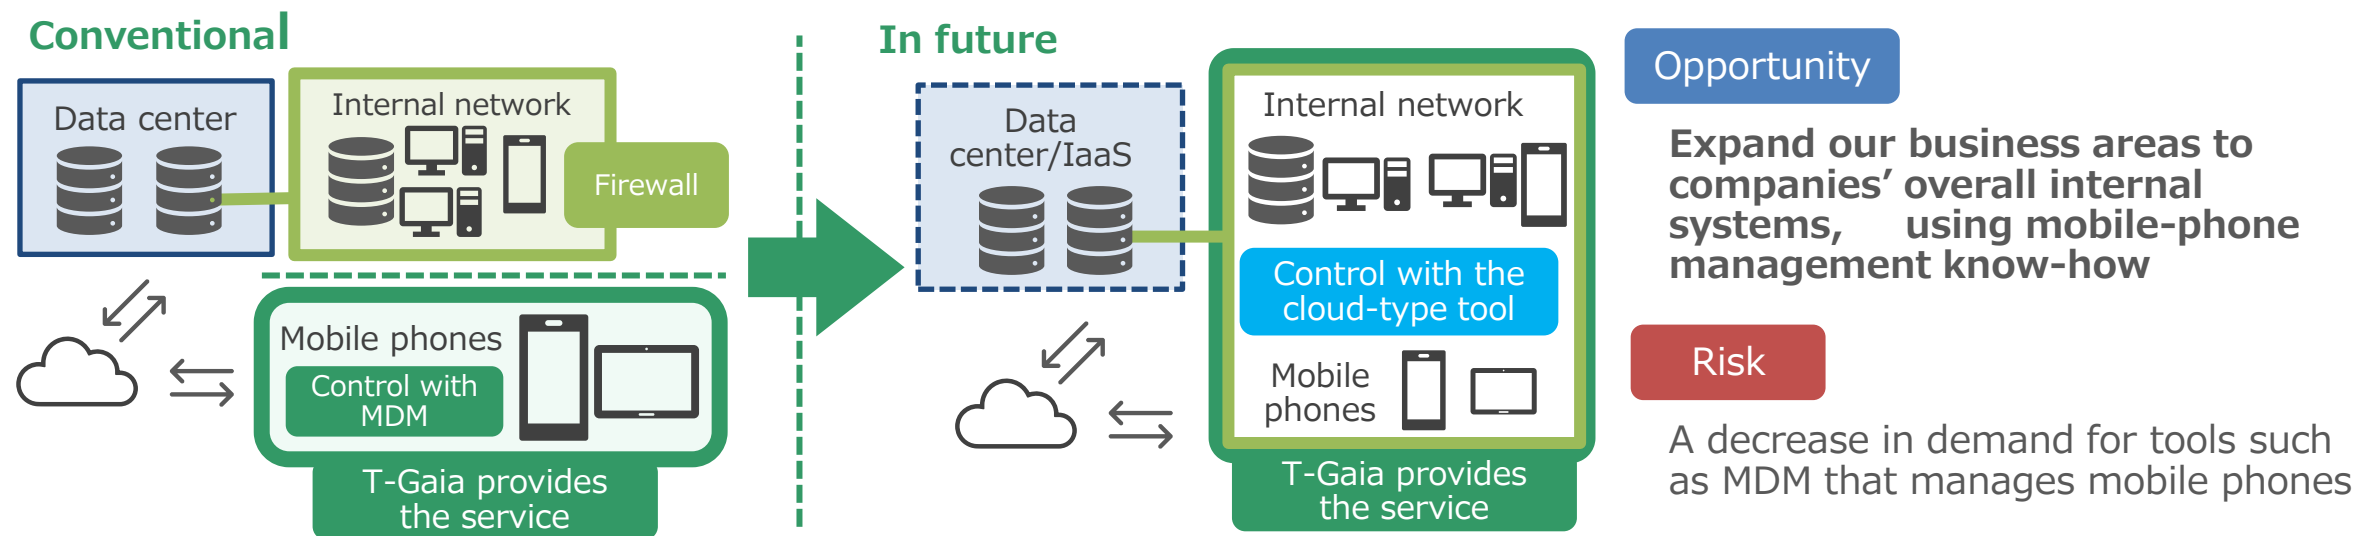 Conventional
Data center
Internal network
Firewall
Mobile phones
Control with
MDM
T-Gaia provides
the service
In future
Data
center/IaaS
Internal network
Control with the
cloud-type tool
Mobile
phones
T-Gaia provides
the service
Opportunity
Expand our business areas to
companies’ overall internal
systems, using mobile-phone
management know-how
Risk
A decrease in demand for tools such
as MDM that manages mobile phones